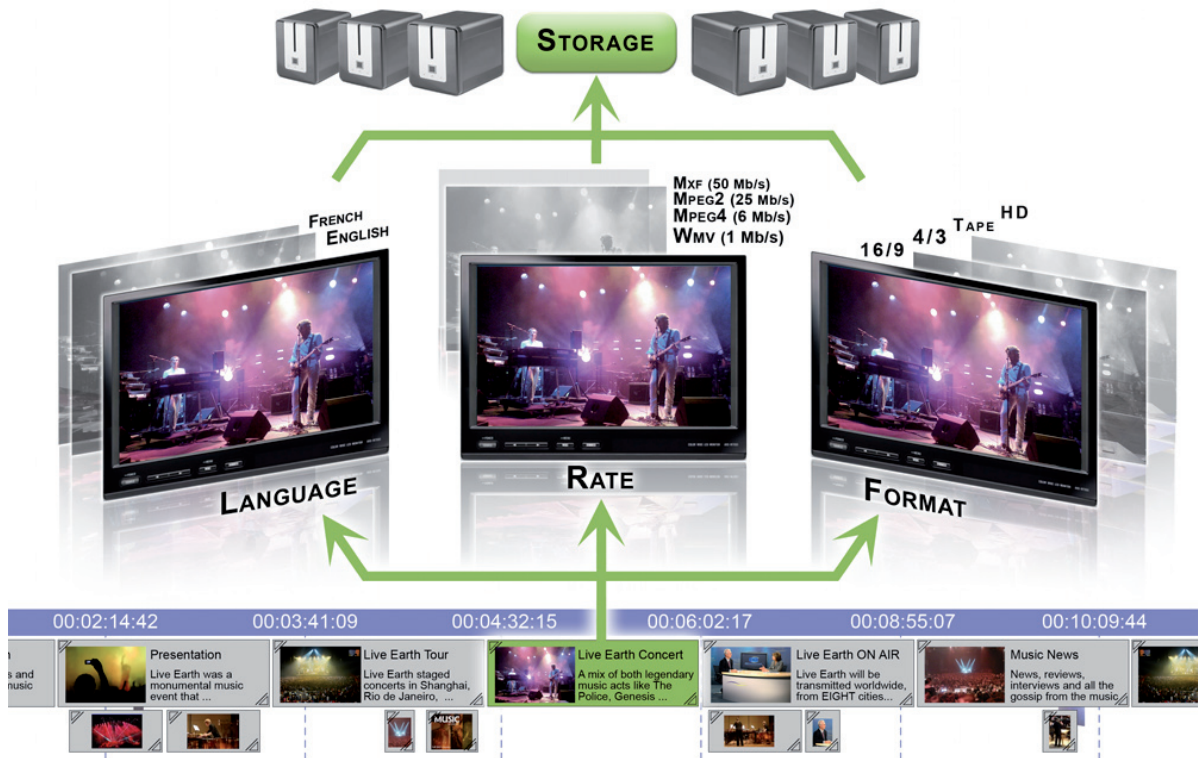 STORAGE
MXF (50 Mb/s)
MPEG2 (25 Mb/s)
MPEG4 (6 Mb/s)
WMV (1 Mb/s)
FRENCH
ENGLISH
16/9
4/3
TAPE
HD
LANGUAGE
RATE
FORMAT
00:02:14:42
00:03:41:09
00:04:32:15
00:06:02:17
00:08:55:07
00:10:09:44
s and
music
Presentation
Live Earth was a
monumental music
event that ...
Live Earth Tour
Live Earth staged
concerts in Shanghai,
Rio de Janeiro, ...
Live Earth Concert
A mix of both legendary
music acts like The
Police, Genesis ...
Live Earth ON AIR
Live Earth will be
transmitted worldwide,
from EIGHT cities...
Music News
News, reviews,
interviews and all the
gossip from the music
MUSIC